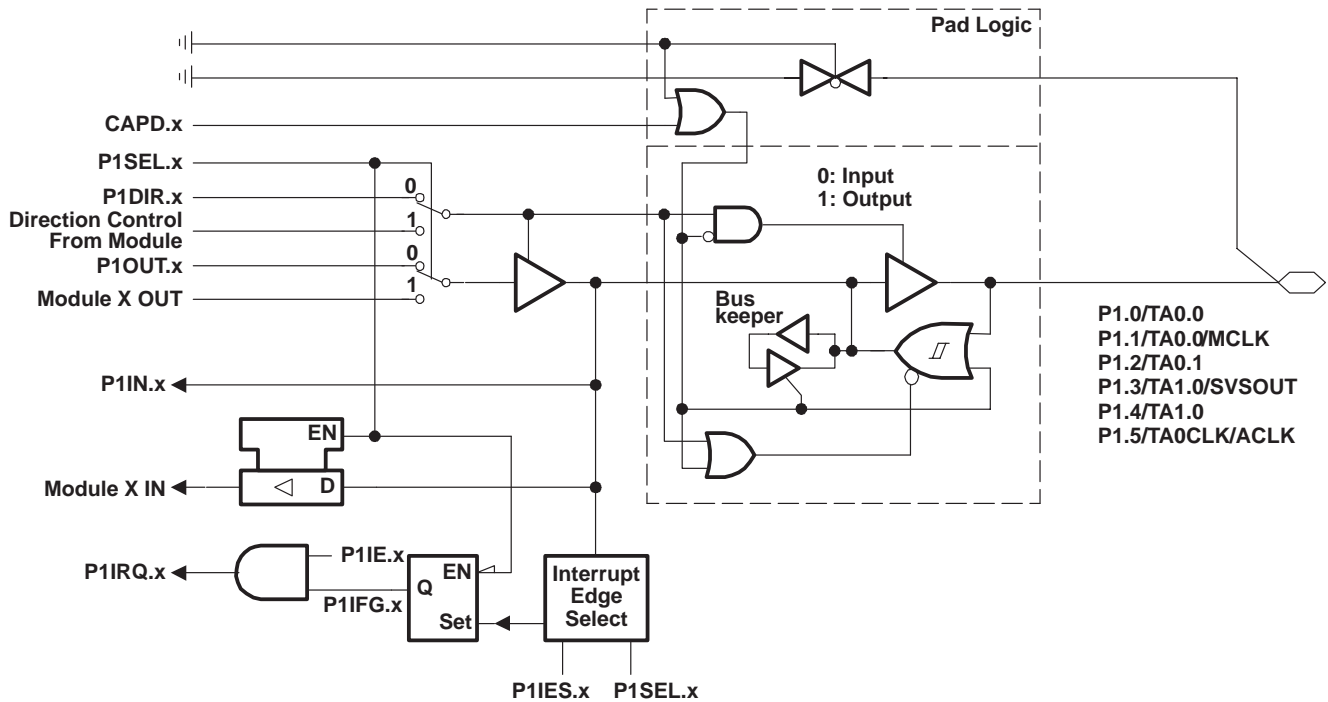 Pad Logic
CAPD.x
P1SEL.x
P1DIR.x
0
Direction Control
From Module
1
P1OUT.x
0
Module X OUT
1
0: Input
1: Output
Bus
keeper
P1.0/TA0.0
P1.1/TA0.0/MCLK
P1.2/TA0.1
P1.3/TA1.0/SVSOUT
P1.4/TA1.0
P1.5/TA0CLK/ACLK
P1IN.x
EN
Module X IN
D
P1IRQ.x
P1IE.x
P1IFG.x
EN
Q
Set
Interrupt
Edge
Select
P1IES.x
P1SEL.x